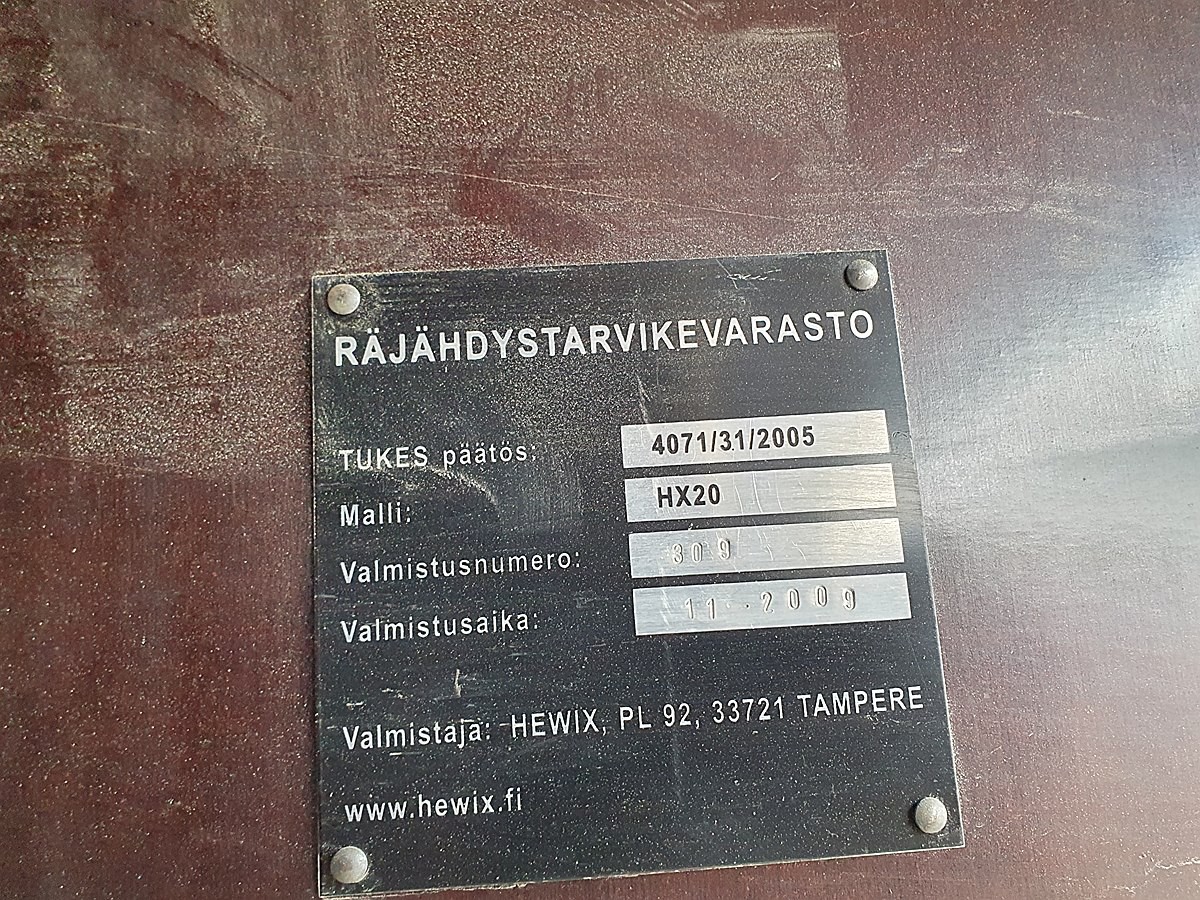 RÄJÄHDYSTARVIKEVARASTO
TUKES päätös: 4071/31/2005
Malli: HX20
Valmistusnumero: 309
Valmistusaika: 11.2009
Valmistaja: HEWIX, PL 92, 33721 TAMPERE
www.hewix.fi